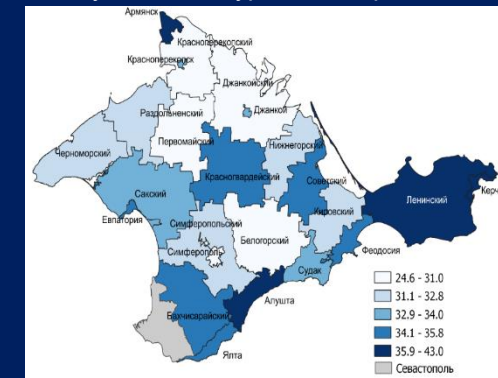 Армянск
Красноперекопский
Красноперекопск
Джанкойский
Джанкой
Раздольненский
Первомайский
Нижнегорский
Черноморский
Красногвардейский
Советский
Ленинский
Керчь
Сакский
Кировский
Евпатория
Симферопольский
Белогорский
Симферополь
Феодосия
Судак
Алушта
Бахчисарайский
Ялта
24.6 - 31.0
31.1 - 32.8
32.9 - 34.0
34.1 - 35.8
35.9 - 43.0
Севастополь